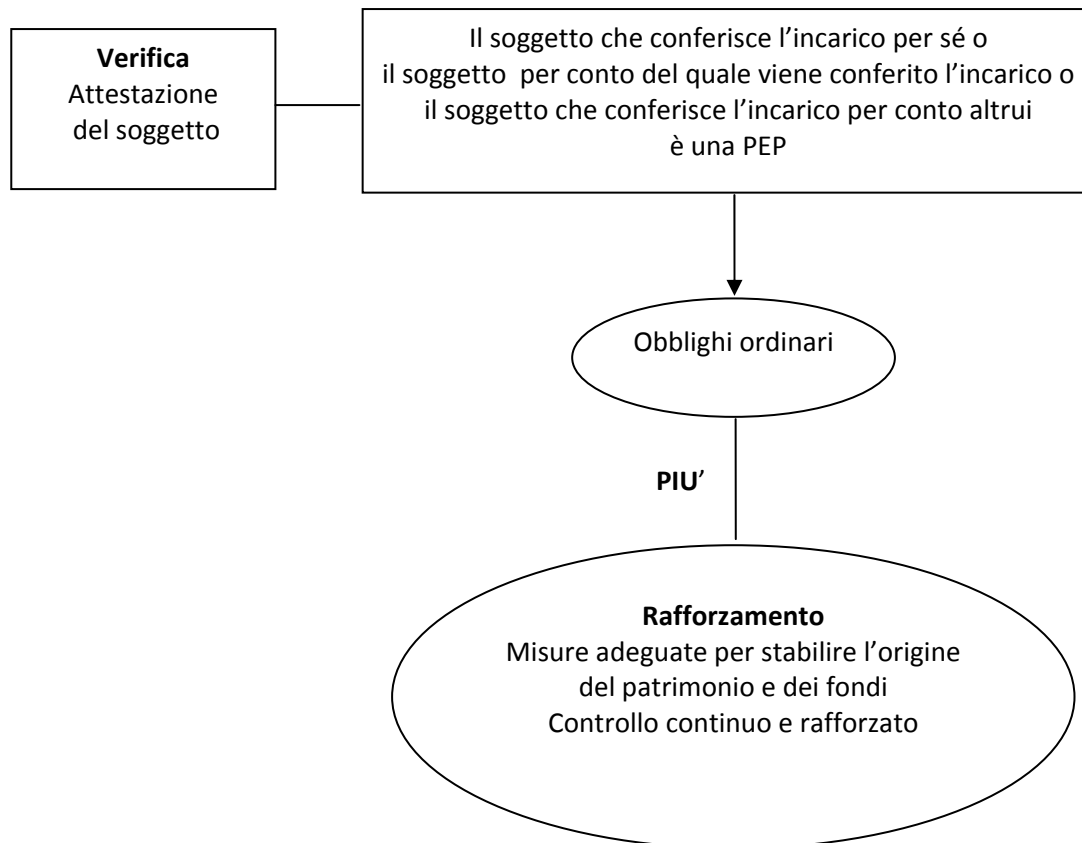 Verifica
Attestazione
del soggetto
Il soggetto che conferisce l’incarico per sé o
il soggetto per conto del quale viene conferito l’incarico o
il soggetto che conferisce l’incarico per conto altrui
è una PEP
Obblighi ordinari
PIU’
Rafforzamento
Misure adeguate per stabilire l’origine
del patrimonio e dei fondi
Controllo continuo e rafforzato